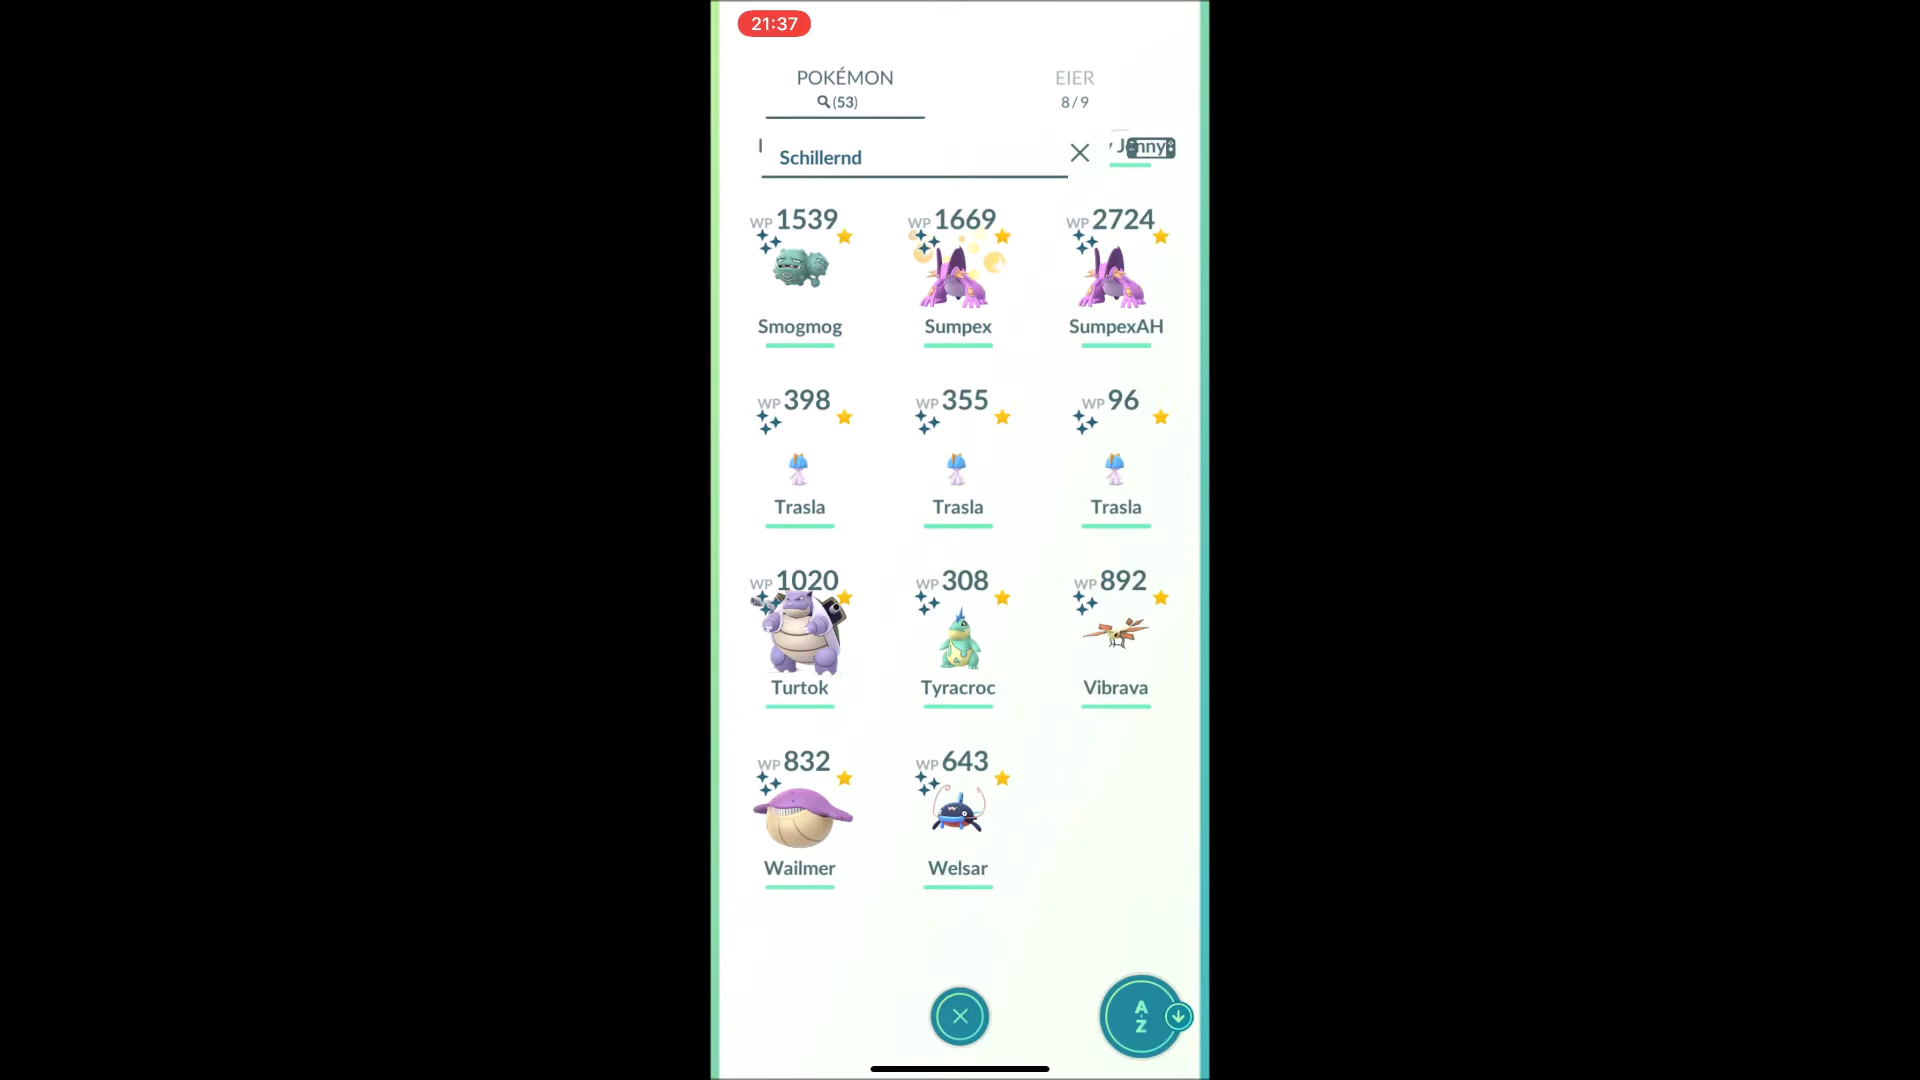 21:37
POKÉMON
(53)
EIER
8/9
Schillernd
WP 1539
WP 1669
WP 2724
Smogmog
Sumpex
SumpexAH
WP 398
WP 355
WP 96
Trasla
Trasla
Trasla
WP 1020
WP 308
WP 892
Turtok
Tyracroc
Vibrava
WP 832
WP 643
Wailmer
Welsar
A-Z